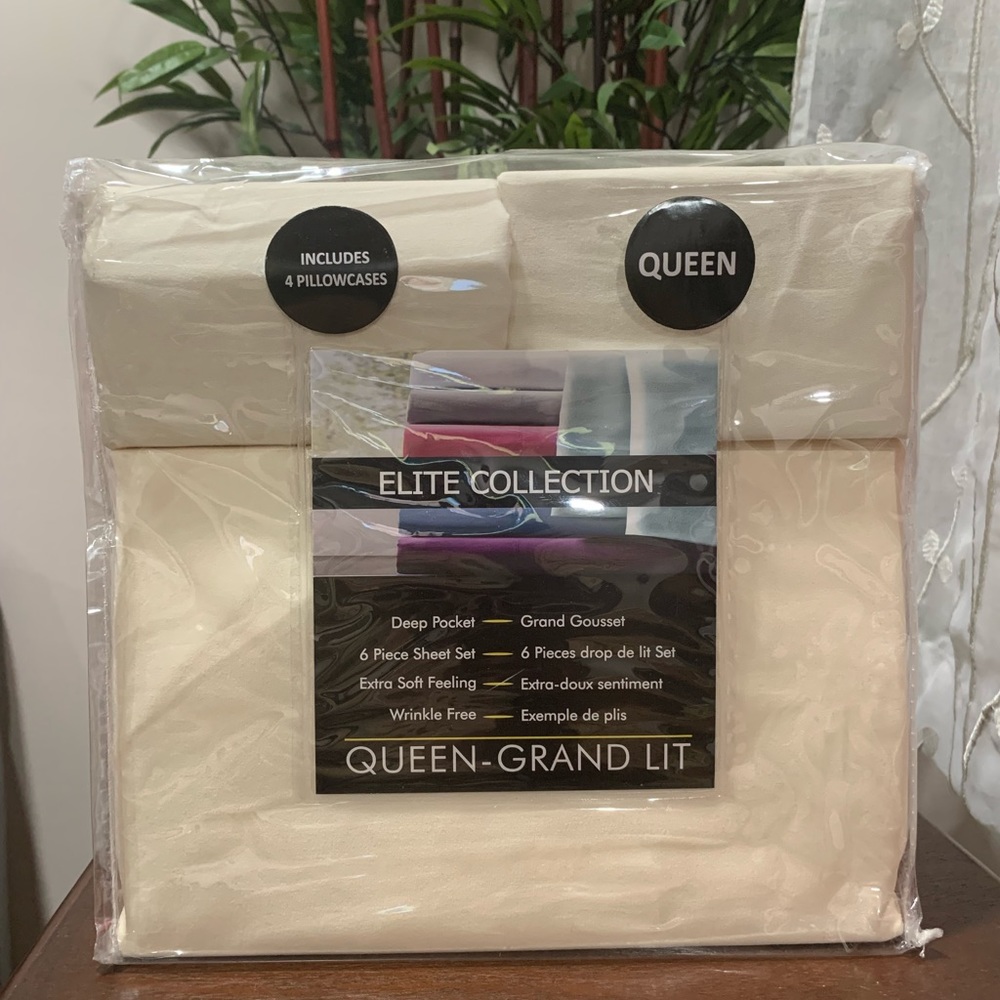 INCLUDES
4 PILLOWCASES
QUEEN
ELITE COLLECTION
Deep Pocket — Grand Gousset
6 Piece Sheet Set — 6 Pieces drop de lit Set
Extra Soft Feeling — Extra-doux sentiment
Wrinkle Free — Exemple de plis
QUEEN-GRAND LIT